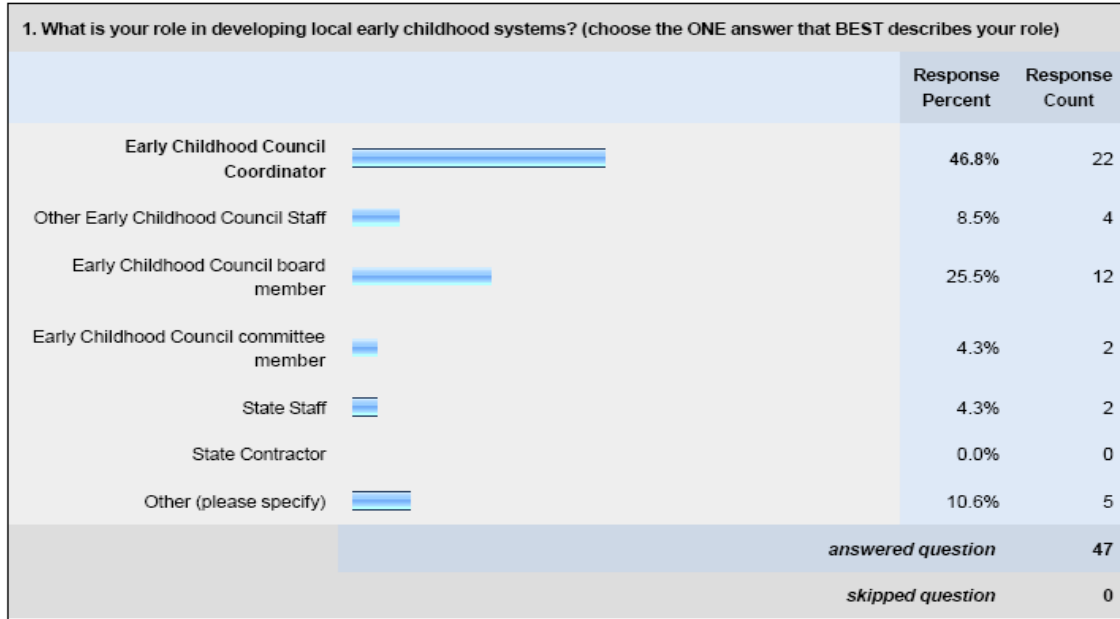 1. What is your role in developing local early childhood systems? (choose the ONE answer that BEST describes your role)
Response Percent Response Count
Early Childhood Council Coordinator 46.8% 22
Other Early Childhood Council Staff 8.5% 4
Early Childhood Council board member 25.5% 12
Early Childhood Council committee member 4.3% 2
State Staff 4.3% 2
State Contractor 0.0% 0
Other (please specify) 10.6% 5
answered question 47
skipped question 0